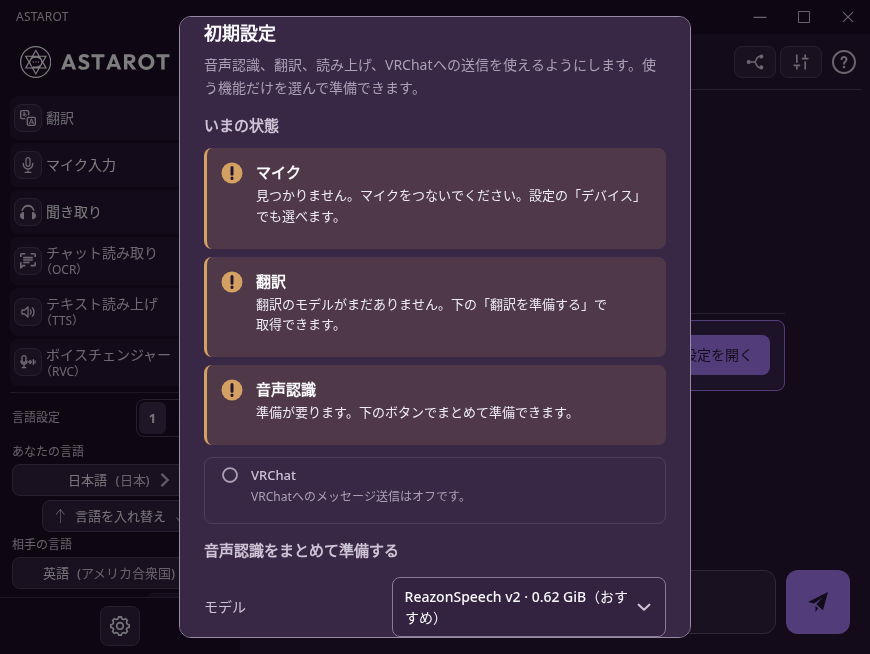 ASTAROT
ASTAROT
翻訳
マイク入力
聞き取り
チャット読み取り
(OCR)
テキスト読み上げ
(TTS)
ボイスチェンジャー
(RVC)
言語設定
1
あなたの言語
日本語 (日本)
言語を入れ替え
相手の言語
英語 (アメリカ合衆国)
初期設定
音声認識、翻訳、読み上げ、VRChatへの送信を使えるようにします。使
う機能だけを選んで準備できます。
いまの状態
マイク
見つかりません。マイクをつないでください。設定の「デバイス」
でも選べます。
翻訳
翻訳のモデルがまだありません。下の「翻訳を準備する」で
取得できます。
音声認識
準備が要ります。下のボタンでまとめて準備できます。
VRChat
VRChatへのメッセージ送信はオフです。
音声認識をまとめて準備する
モデル
ReazonSpeech v2 · 0.62 GiB（おす
すめ）
設定を開く